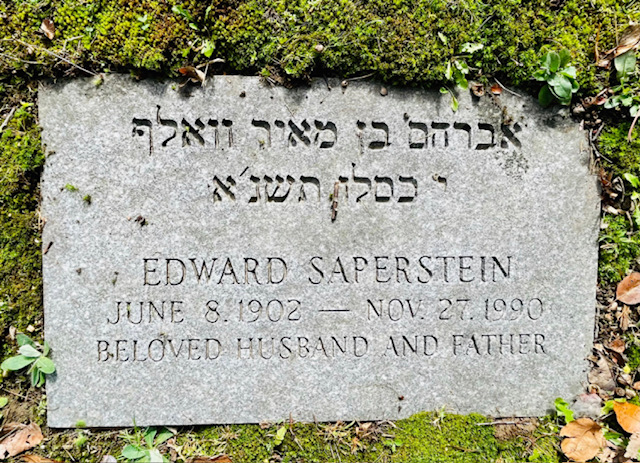 אברהם בן מאיר וואלף
י כסלו תשנ׳א
EDWARD SAPERSTEIN
JUNE 8.1902 — NOV. 27.1990
BELOVED HUSBAND AND FATHER